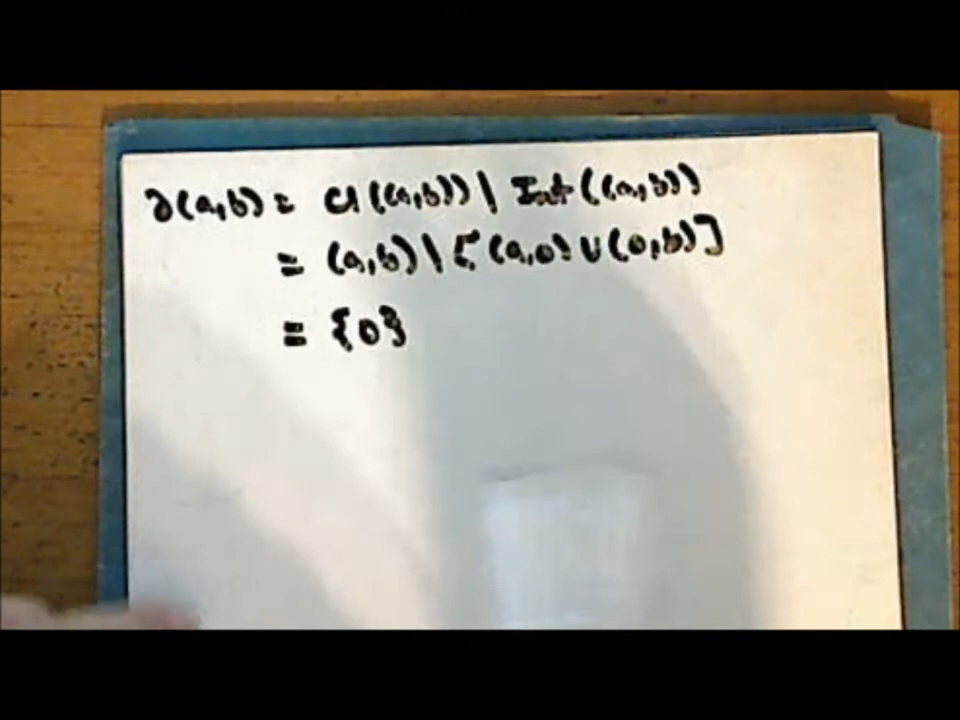 ∂(a,b) = Cl((a,b)) \ Int((a,b))
= (a,b) \ [(a,0) ∪ (0,b)]
= {0}